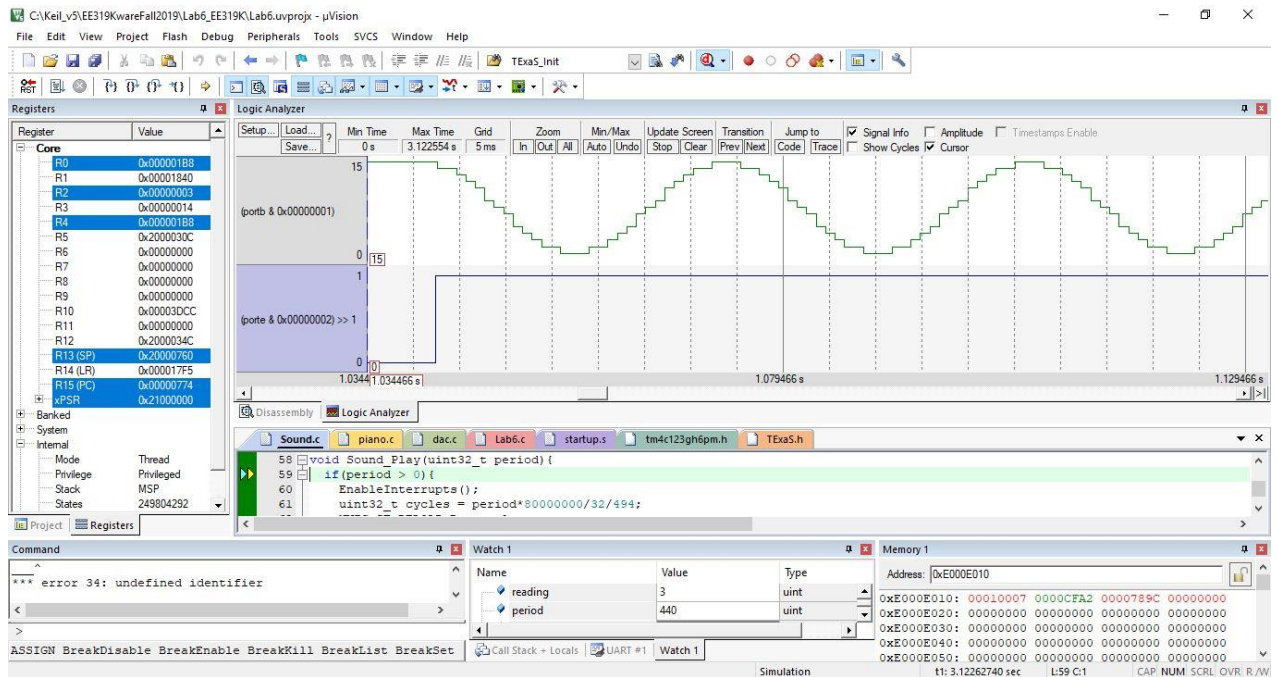 C:\Keil_v5\EE319KwareFall2019\Lab6_EE319K\Lab6.uvprojx - µVision
File Edit View Project Flash Debug Peripherals Tools SVCS Window Help
TExaS_Init
RST
Registers
Register Value
Core
R0 0x000001B8
R1 0x00001840
R2 0x00000003
R3 0x00000014
R4 0x000001B8
R5 0x2000030C
R6 0x00000000
R7 0x00000000
R8 0x00000000
R9 0x00000000
R10 0x00003DCC
R11 0x00000000
R12 0x2000034C
R13 (SP) 0x20000760
R14 (LR) 0x000017F5
R15 (PC) 0x00000774
xPSR 0x21000000
Banked
System
Internal
Mode Thread
Privilege Privileged
Stack MSP
States 249804292
Project Registers
Logic Analyzer
Setup... Load... ? Min Time Max Time Grid Zoom Min/Max Update Screen Transition Jump to Signal Info Amplitude Timestamps Enable
Save... 0 s 3.122554 s 5 ms In Out All Auto Undo Stop Clear Prev Next Code Trace Show Cycles Cursor
15
(portb & 0x00000001)
0 15
1
(porte & 0x00000002) >> 1
0 0
1.0344 1.034466 s 1.079466 s 1.129466 s
Disassembly Logic Analyzer
Sound.c piano.c dac.c Lab6.c startup.s tm4c123gh6pm.h TExaS.h
58 void Sound_Play(uint32_t period){
59 if(period > 0){
60 EnableInterrupts();
61 uint32_t cycles = period*80000000/32/494;
Command
*** error 34: undefined identifier
>
ASSIGN BreakDisable BreakEnable BreakKill BreakList BreakSet
Watch 1
Name Value Type
reading 3 uint
period 440 uint
Call Stack + Locals UART #1 Watch 1
Memory 1
Address: 0xE000E010
0xE000E010: 00010007 0000CFA2 0000789C 00000000
0xE000E020: 00000000 00000000 00000000 00000000
0xE000E030: 00000000 00000000 00000000 00000000
0xE000E040: 00000000 00000000 00000000 00000000
0xE000E050: 00000000 00000000 00000000 00000000
Simulation t1: 3.12262740 sec L:59 C:1 CAP NUM SCRL OVR R/W